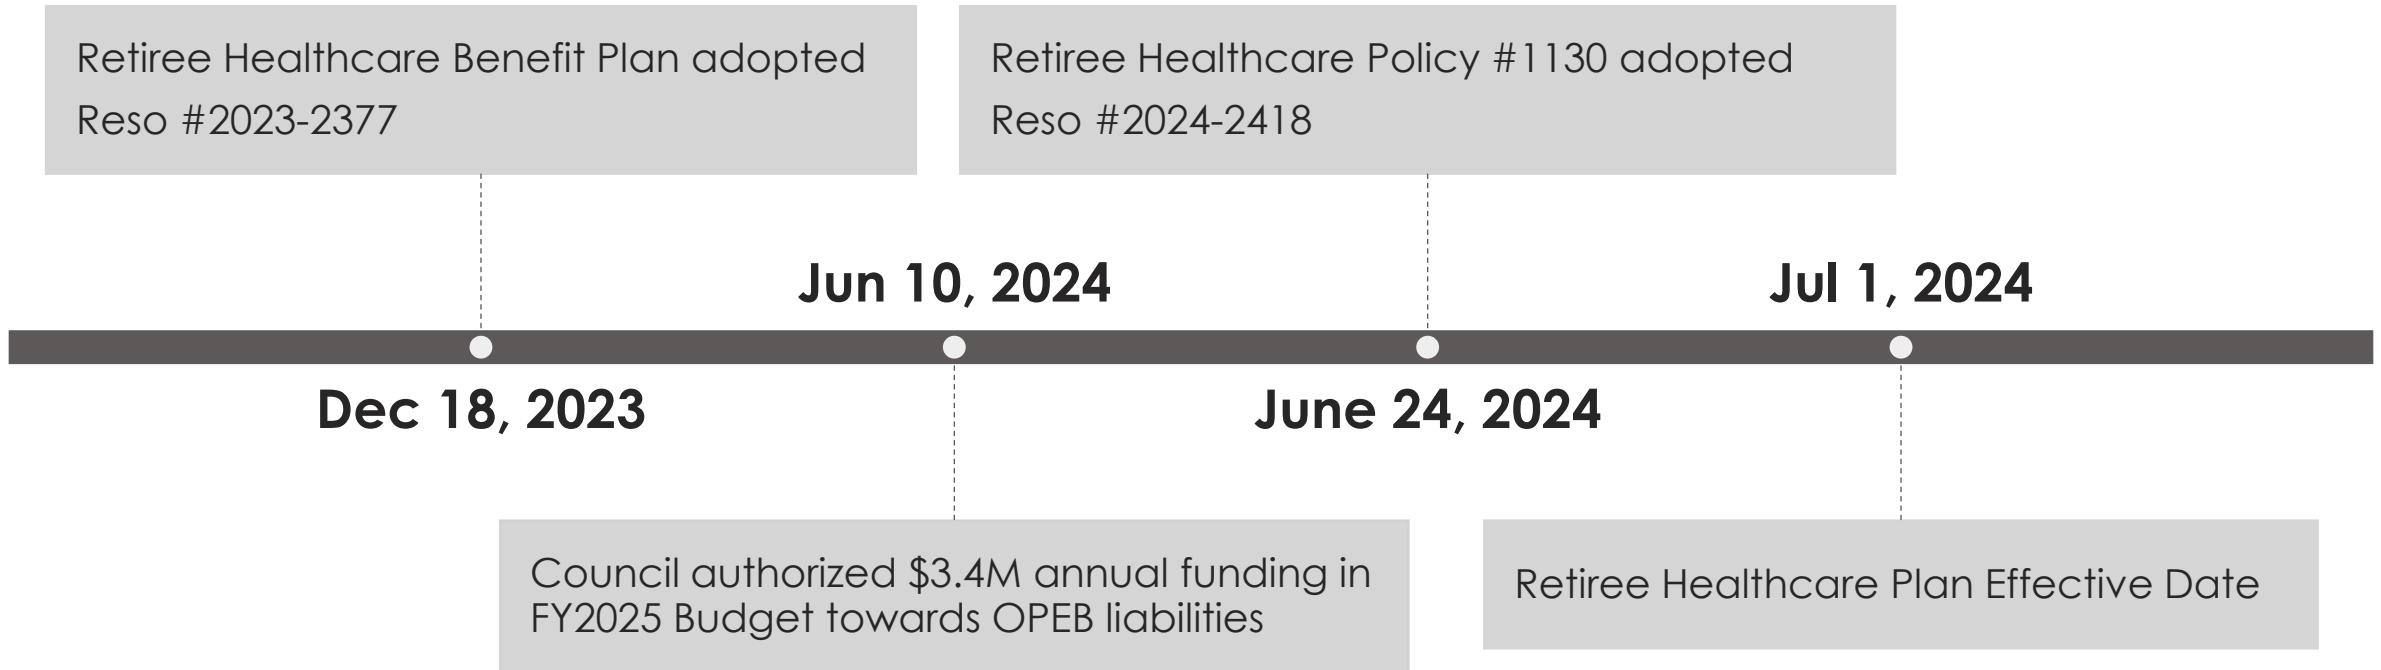 Retiree Healthcare Benefit Plan adopted
Reso #2023-2377
Retiree Healthcare Policy #1130 adopted
Reso #2024-2418
Jun 10, 2024
Jul 1, 2024
Dec 18, 2023
June 24, 2024
Council authorized $3.4M annual funding in
FY2025 Budget towards OPEB liabilities
Retiree Healthcare Plan Effective Date